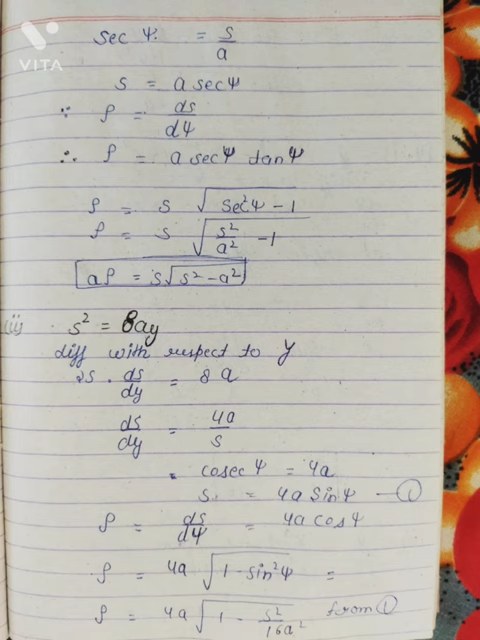 VITA
sec Ψ. = s/a
s = a sec Ψ
∵ ρ = ds/dΨ
∴ ρ = a sec Ψ tan Ψ
ρ = s √(sec²Ψ - 1)
ρ = s √(s²/a² - 1)
aρ = s√(s² - a²)
(ii) s² = 8ay
diff with respect to y
2s . ds/dy = 8 a
ds/dy = 4a/s
cosec Ψ = 4a
s. = 4a sin Ψ — ①
ρ = ds/dΨ = 4a cos Ψ
ρ = 4a √(1 - sin²Ψ) =
ρ = 4a √(1 - s²/16a²) from ①